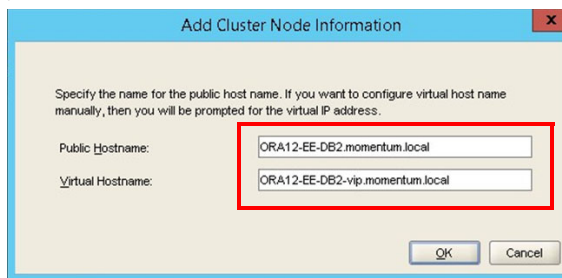 Add Cluster Node Information
x
Specify the name for the public host name. If you want to configure virtual host name
manually, then you will be prompted for the virtual IP address.
Public Hostname: ORA12-EE-DB2.momentum.local
Virtual Hostname: ORA12-EE-DB2-vip.momentum.local
OK Cancel